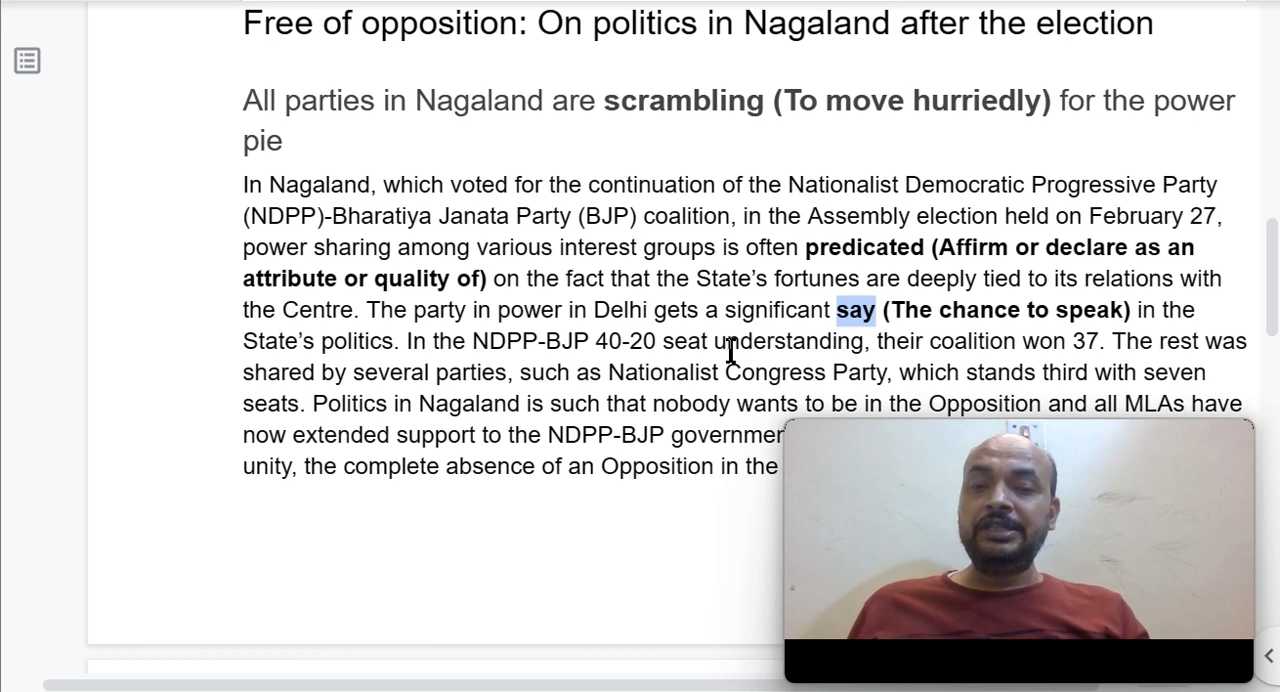 Free of opposition: On politics in Nagaland after the election
All parties in Nagaland are scrambling (To move hurriedly) for the power
pie
In Nagaland, which voted for the continuation of the Nationalist Democratic Progressive Party
(NDPP)-Bharatiya Janata Party (BJP) coalition, in the Assembly election held on February 27,
power sharing among various interest groups is often predicated (Affirm or declare as an
attribute or quality of) on the fact that the State’s fortunes are deeply tied to its relations with
the Centre. The party in power in Delhi gets a significant say (The chance to speak) in the
State’s politics. In the NDPP-BJP 40-20 seat understanding, their coalition won 37. The rest was
shared by several parties, such as Nationalist Congress Party, which stands third with seven
seats. Politics in Nagaland is such that nobody wants to be in the Opposition and all MLAs have
now extended support to the NDPP-BJP
unity, the complete absence of an Opposition in the